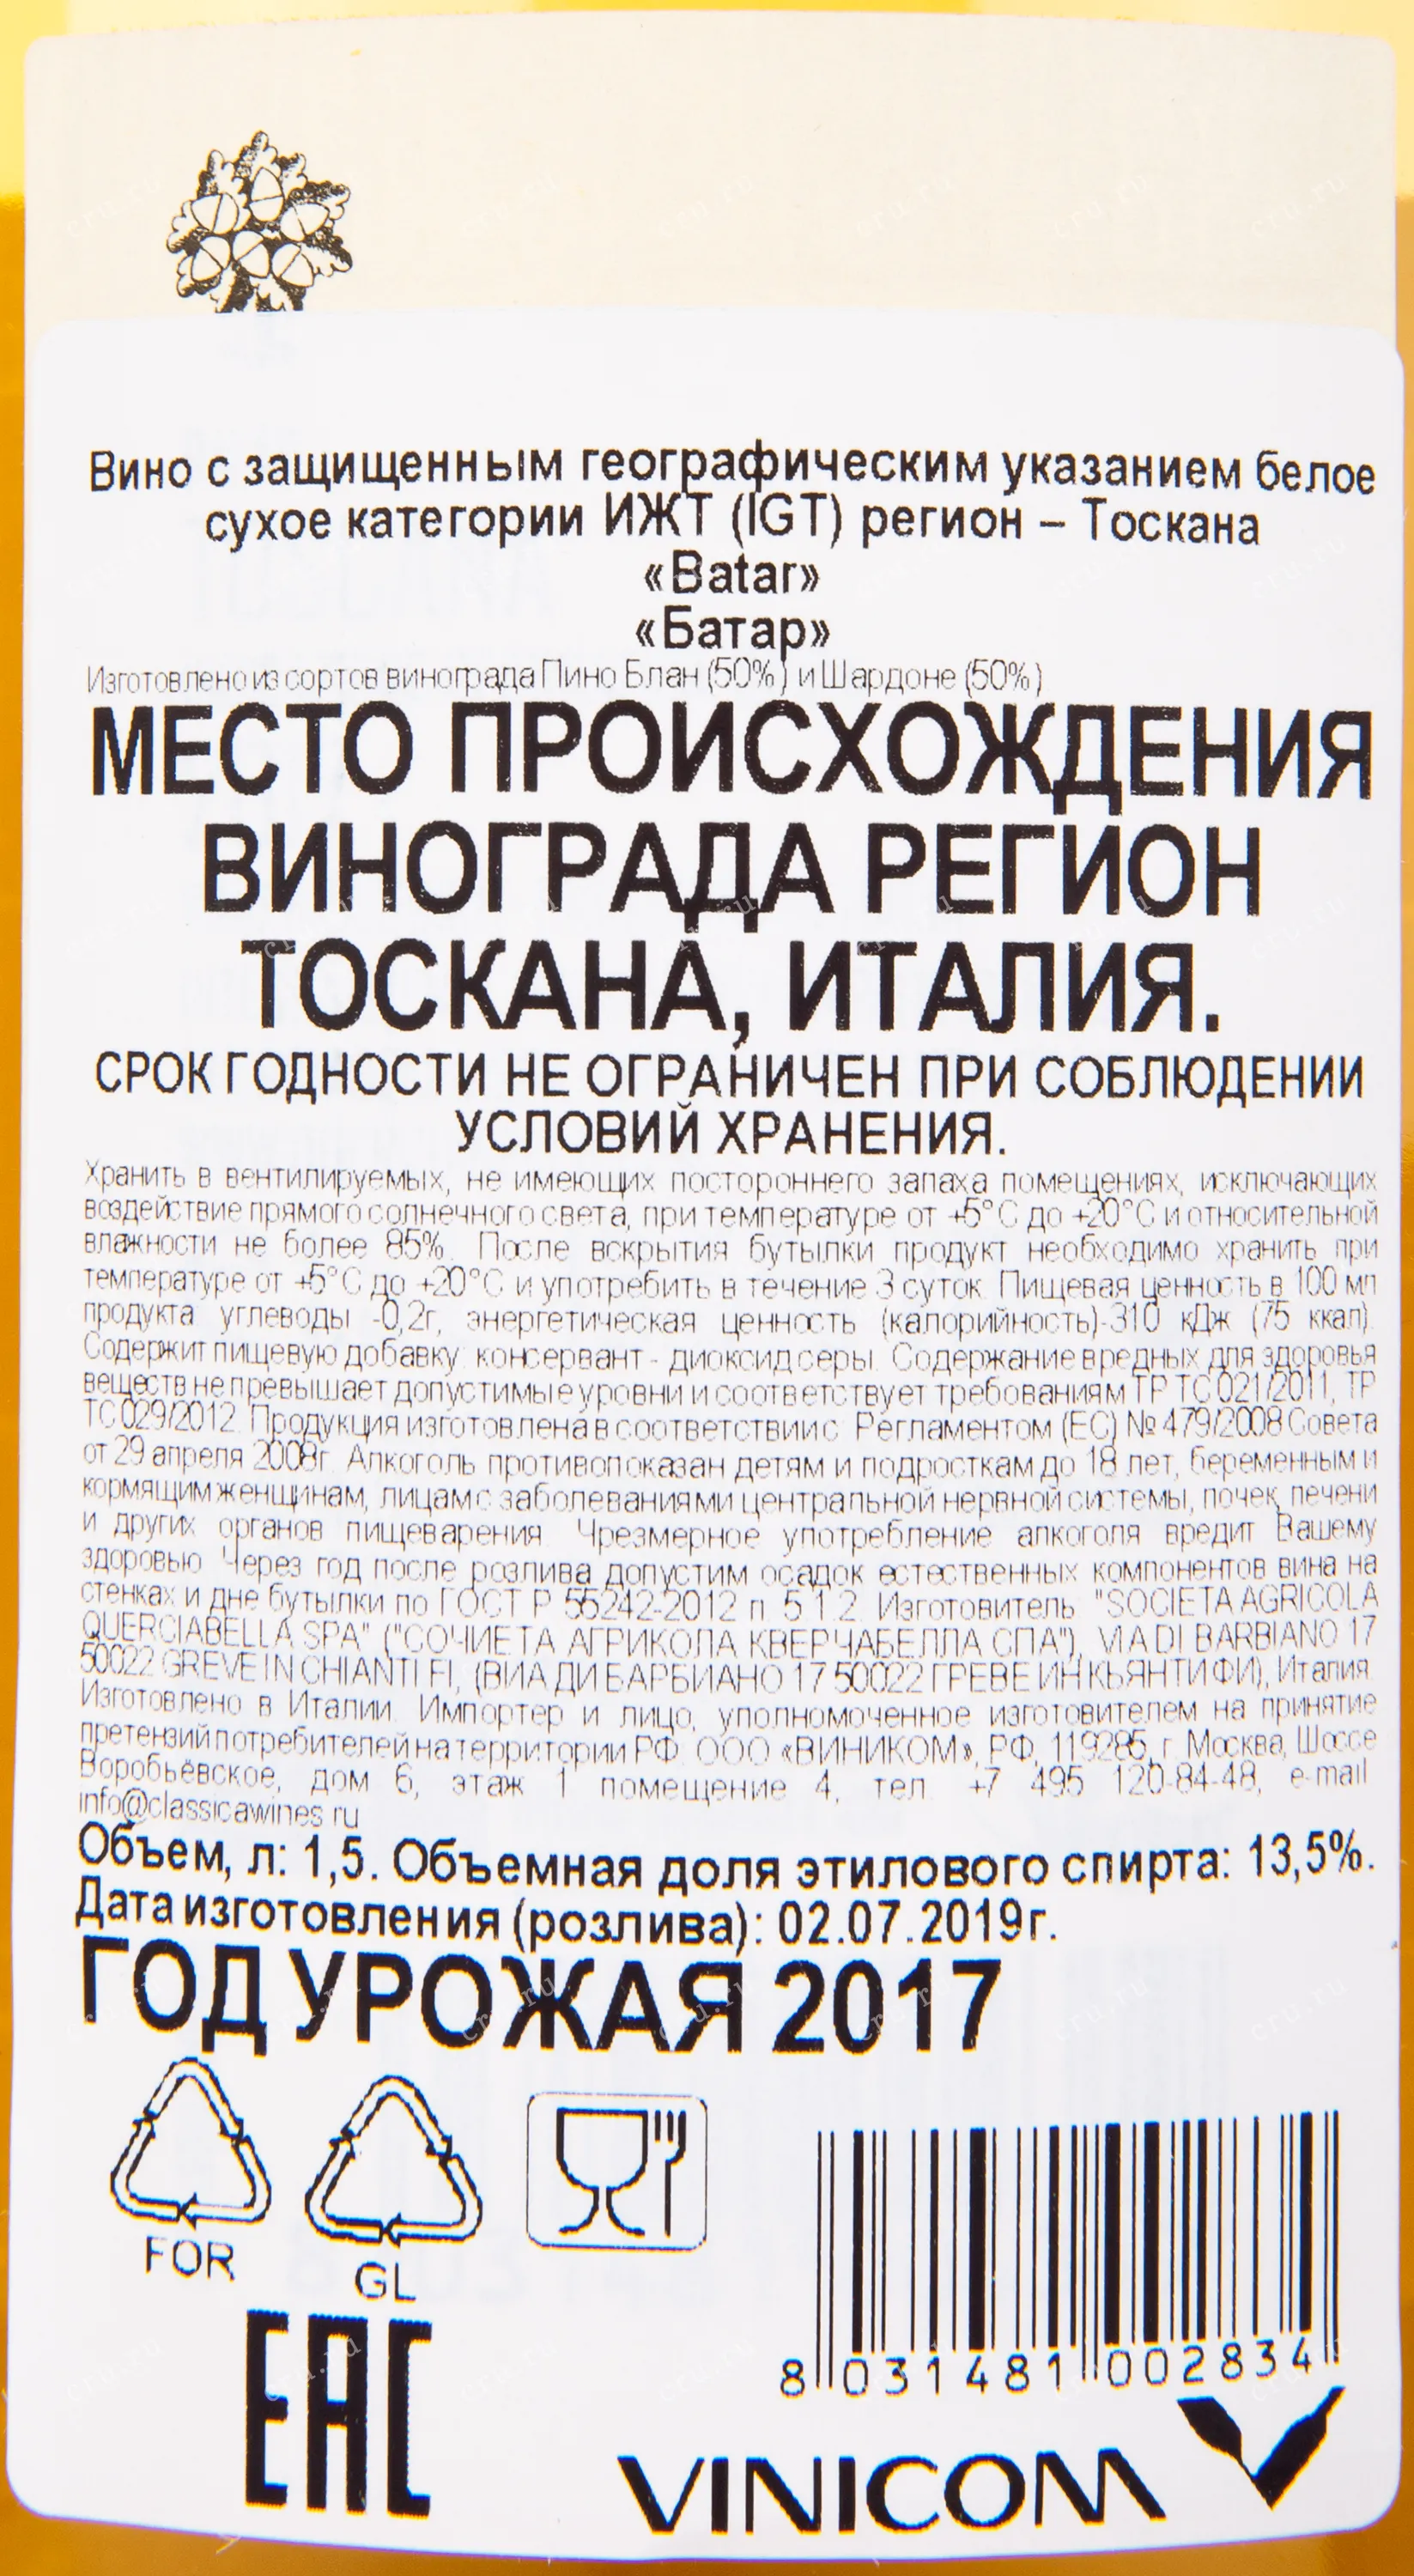 Вино с защищенным географическим указанием белое
сухое категории ИЖТ (IGT) регион – Тоскана
«Batar»
«Батар»
Изготовлено из сортов винограда Пино Блан (50%) и Шардоне (50%)
МЕСТО ПРОИСХОЖДЕНИЯ
ВИНОГРАДА РЕГИОН
ТОСКАНА, ИТАЛИЯ.
СРОК ГОДНОСТИ НЕ ОГРАНИЧЕН ПРИ СОБЛЮДЕНИИ
УСЛОВИЙ ХРАНЕНИЯ.
Хранить в вентилируемых, не имеющих постороннего запаха помещениях, исключающих
воздействие прямого солнечного света, при температуре от +5°С до +20°С и относительной
влажности не более 85%. После вскрытия бутылки продукт необходимо хранить при
температуре от +5°С до +20°С и употребить в течение 3 суток. Пищевая ценность в 100 мл
продукта углеводы -0,2г, энергетическая ценность (калорийность)-310 кДж (75 ккал).
Содержит пищевую добавку: консервант - диоксид серы. Содержание вредных для здоровья
веществ не превышает допустимые уровни и соответствует требованиям ТР ТС 021/2011, ТР
ТС 029/2012. Продукция изготовлена в соответствии с: Регламентом (ЕС) № 479/2008 Совета
от 29 апреля 2008г. Алкоголь противопоказан детям и подросткам до 18 лет, беременным и
кормящим женщинам, лицам с заболеваниями центральной нервной системы, почек, печени
и других органов пищеварения. Чрезмерное употребление алкоголя вредит Вашему
здоровью. Через год после розлива допустим осадок естественных компонентов вина на
стенках и дне бутылки по ГОСТ Р 55242-2012 п. 5.1.2. Изготовитель: "SOCIETA AGRICOLA
QUERCIABELLA SPA" ("СОЧИЕТА АГРИКОЛА КВЕРЧАБЕЛЛА СПА"), VIA DI BARBIANO 17
50022 GREVE IN CHIANTI FI, (ВИА ДИ БАРБИАНО 17 50022 ГРЕВЕ ИН КЬЯНТИ ФИ), Италия.
Изготовлено в Италии. Импортер и лицо, уполномоченное изготовителем на принятие
претензий потребителей на территории РФ: ООО «ВИНИКОМ», РФ, 119285, г. Москва, Шоссе
Воробьёвское, дом 6, этаж 1 помещение 4, тел. +7 495 120-84-48, e-mail
info@classicawines.ru
Объем, л: 1,5. Объемная доля этилового спирта: 13,5%.
Дата изготовления (розлива): 02.07.2019г.
ГОД УРОЖАЯ 2017
FOR
GL
EAC
8 031481 002834
VINICOM